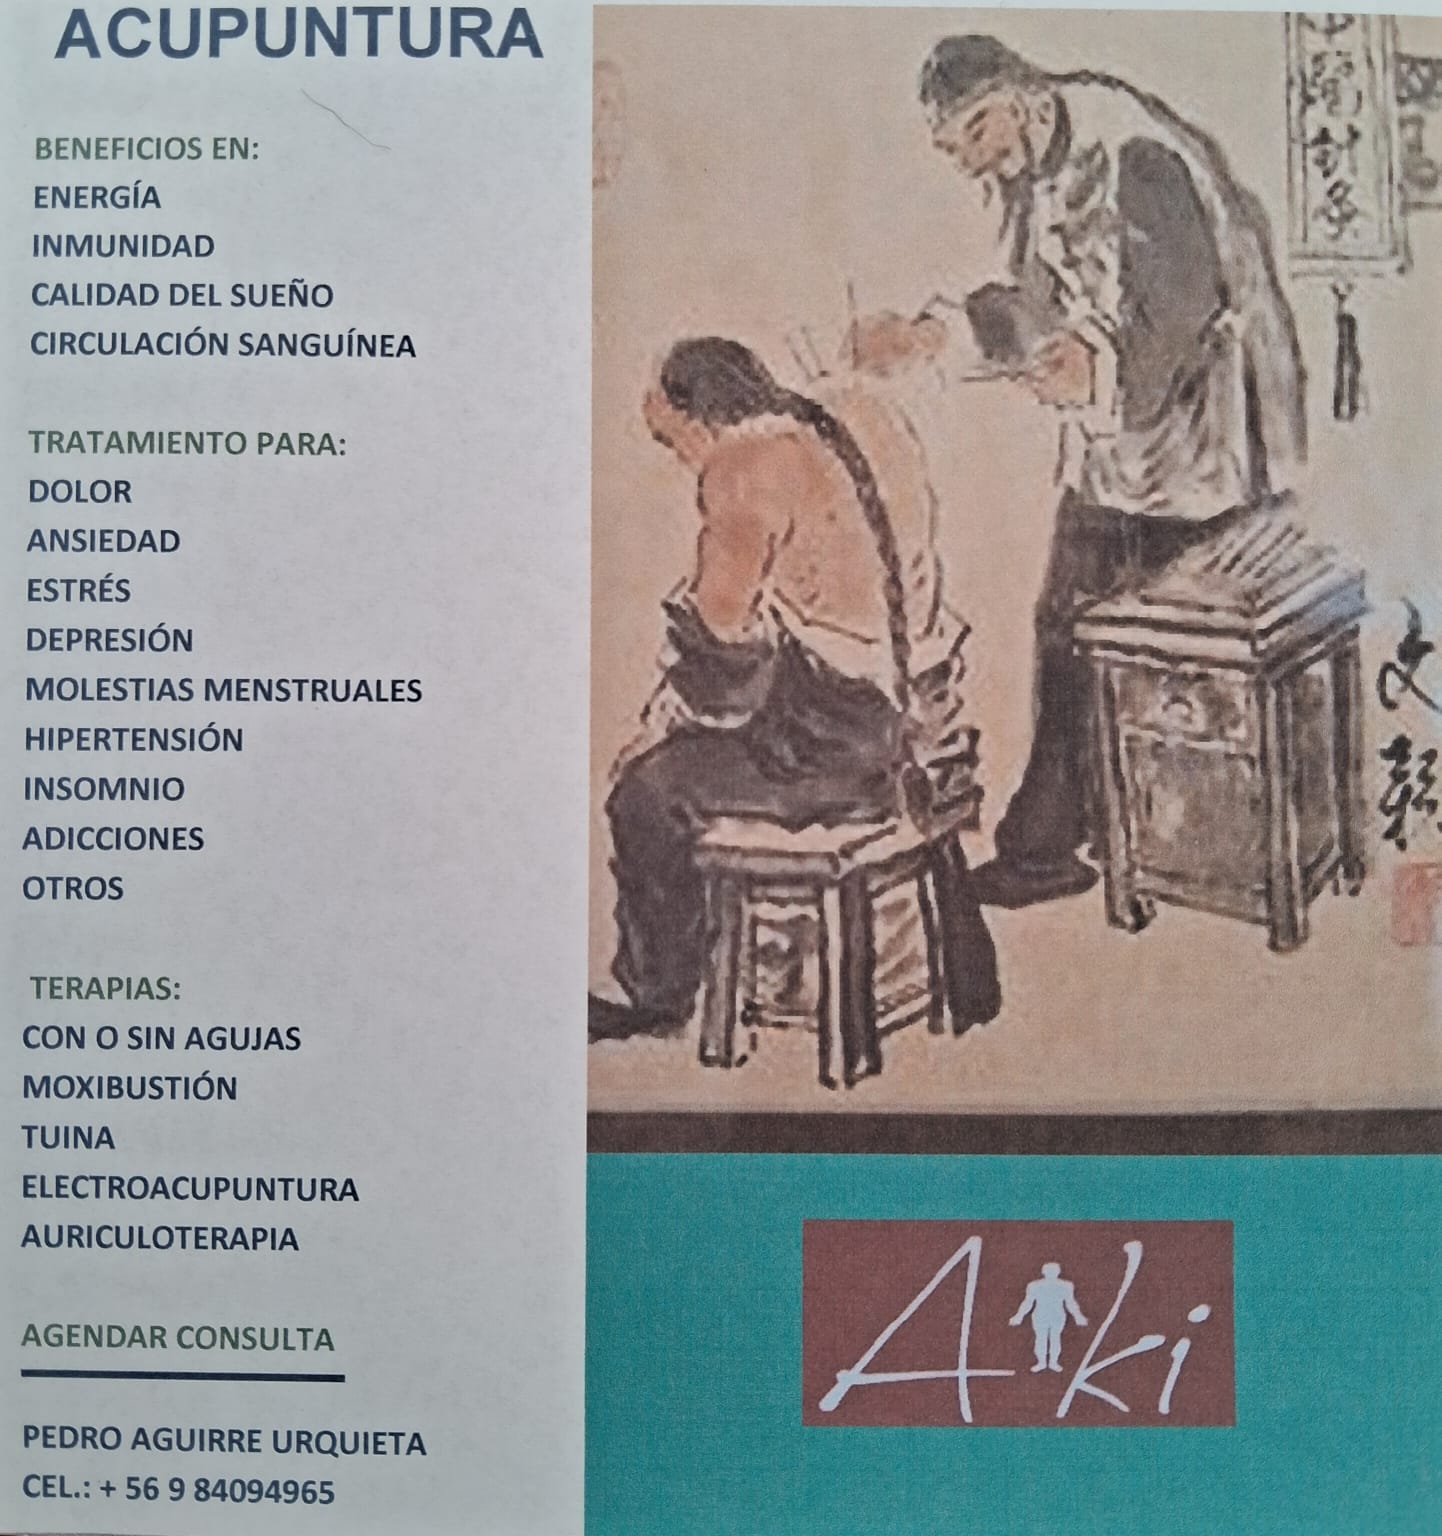 ACUPUNTURA
BENEFICIOS EN:
ENERGÍA
INMUNIDAD
CALIDAD DEL SUEÑO
CIRCULACIÓN SANGUÍNEA
TRATAMIENTO PARA:
DOLOR
ANSIEDAD
ESTRÉS
DEPRESIÓN
MOLESTIAS MENSTRUALES
HIPERTENSIÓN
INSOMNIO
ADICCIONES
OTROS
TERAPIAS:
CON O SIN AGUJAS
MOXIBUSTIÓN
TUINA
ELECTROACUPUNTURA
AURICULOTERAPIA
AGENDAR CONSULTA
PEDRO AGUIRRE URQUIETA
CEL.: + 56 9 84094965
Aiki